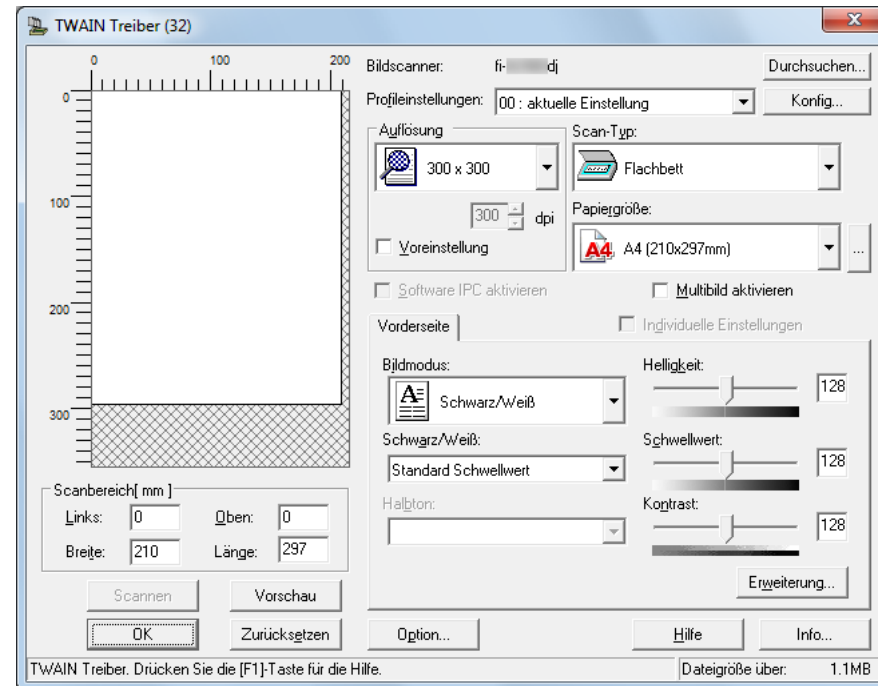 TWAIN Treiber (32)
0 100 200
0
100
200
300
Bildscanner: fi- dj
Durchsuchen...
Profileinstellungen: 00 : aktuelle Einstellung
Konfig...
Auflösung
300 x 300
300 dpi
Voreinstellung
Scan-Typ:
Flachbett
Papiergröße:
A4 A4 (210x297mm)
...
Software IPC aktivieren
Multibild aktivieren
Vorderseite
Individuelle Einstellungen
Bildmodus:
A Schwarz/Weiß
Schwarz/Weiß:
Standard Schwellwert
Halbton:
Helligkeit:
128
Schwellwert:
128
Kontrast:
128
Erweiterung...
Scanbereich[ mm ]
Links: 0 Oben: 0
Breite: 210 Länge: 297
Scannen Vorschau
OK Zurücksetzen
Option... Hilfe Info...
TWAIN Treiber. Drücken Sie die [F1]-Taste für die Hilfe.
Dateigröße über: 1.1MB